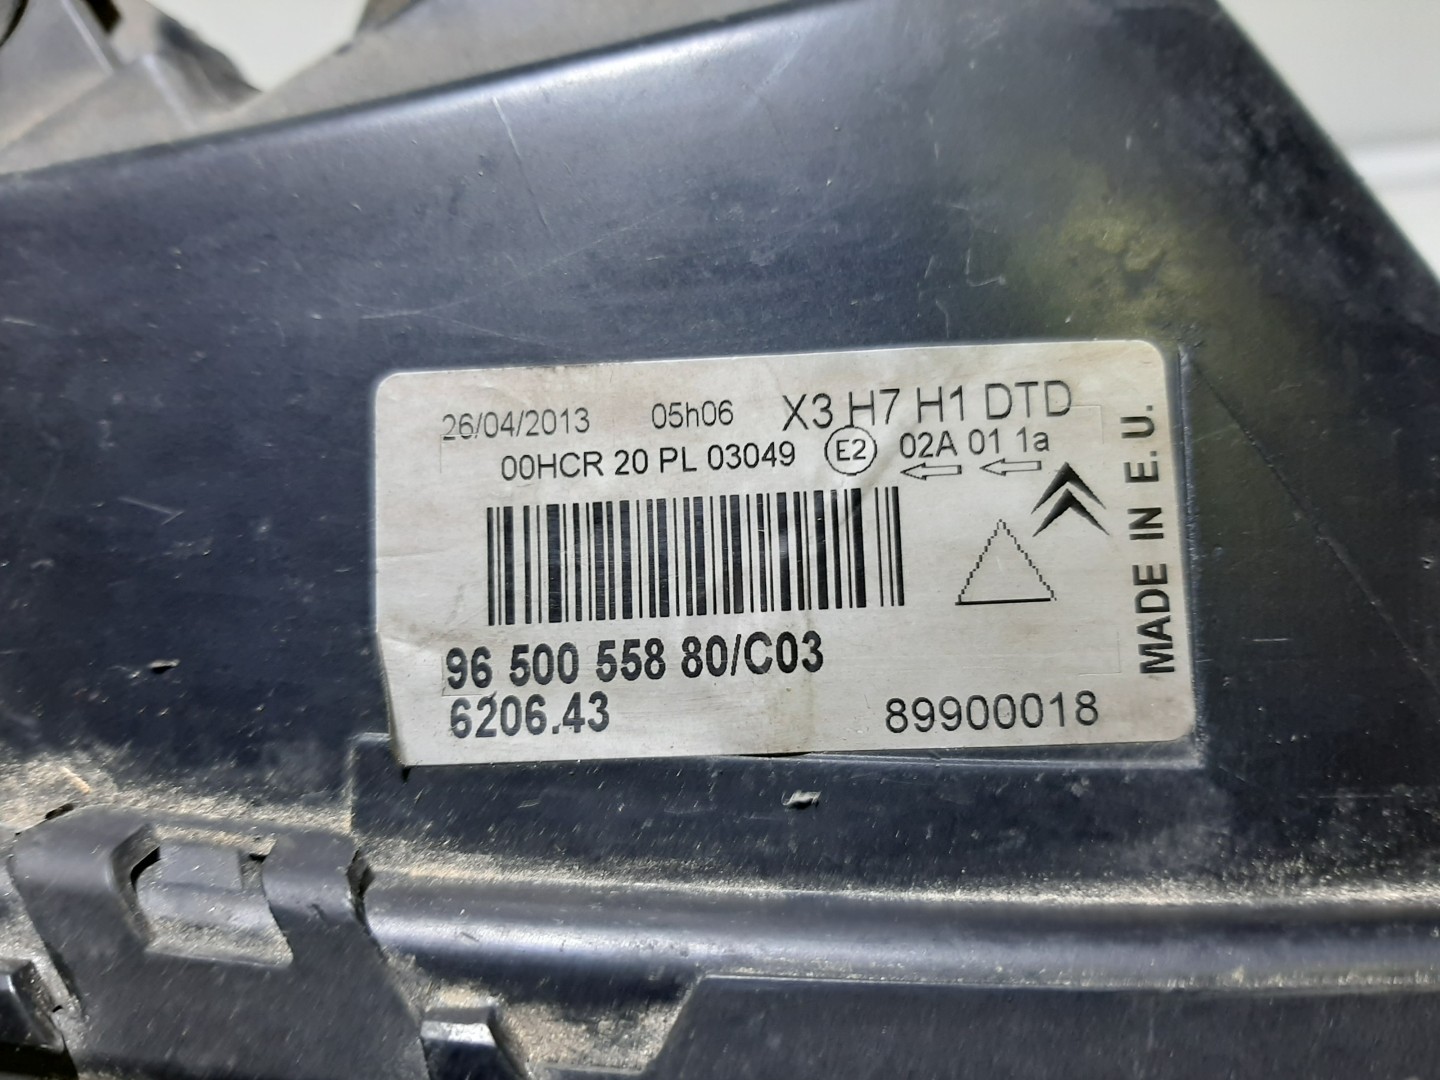 26/04/2013 05h06 X3 H7 H1 DTD
00HCR 20 PL 03049 E2 02A 01 1a
96 500 558 80/C03
6206.43
89900018
MADE IN E.U.